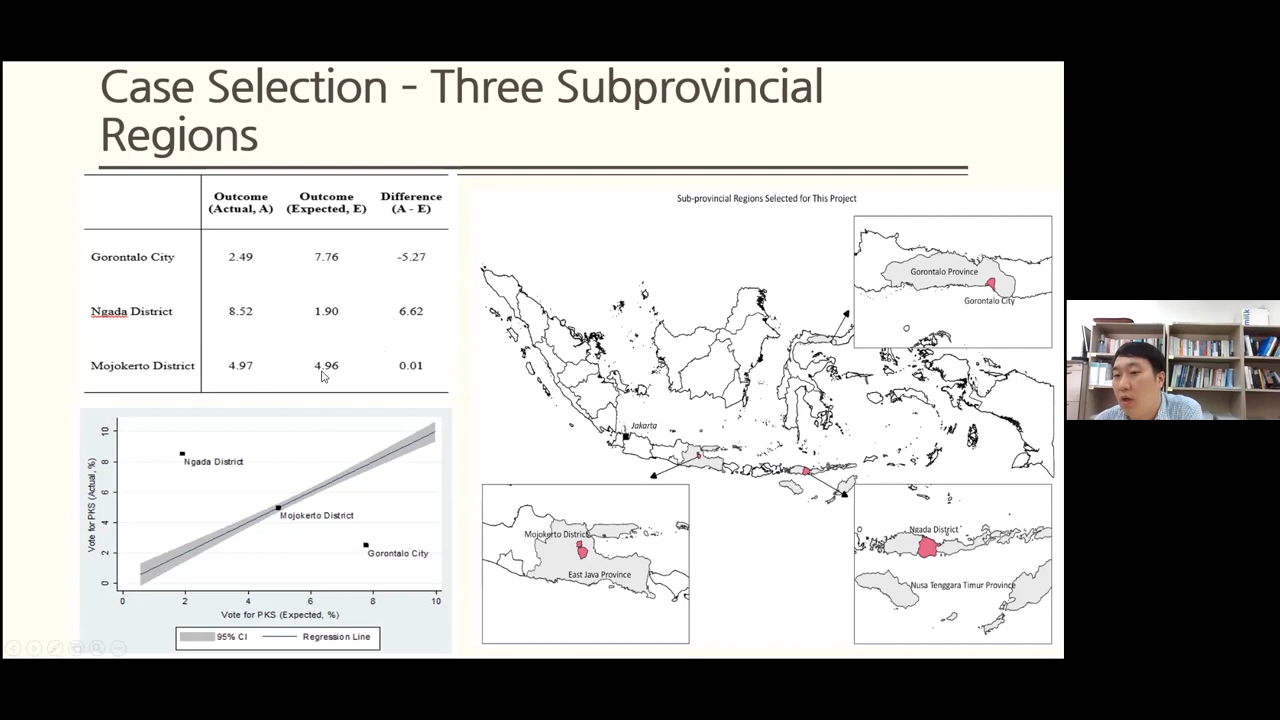 Case Selection - Three Subprovincial
Regions
Outcome Outcome Difference
(Actual, A) (Expected, E) (A - E)
Gorontalo City 2.49 7.76 -5.27
Ngada District 8.52 1.90 6.62
Mojokerto District 4.97 4.96 0.01
Vote for PKS (Actual, %)
10
8
6
4
2
0
Ngada District
Mojokerto District
Gorontalo City
0 2 4 6 8 10
Vote for PKS (Expected, %)
95% CI Regression Line
Sub-provincial Regions Selected for This Project
Gorontalo Province
Gorontalo City
Jakarta
Mojokerto District
East Java Province
Ngada District
Nusa Tenggara Timur Province
milk